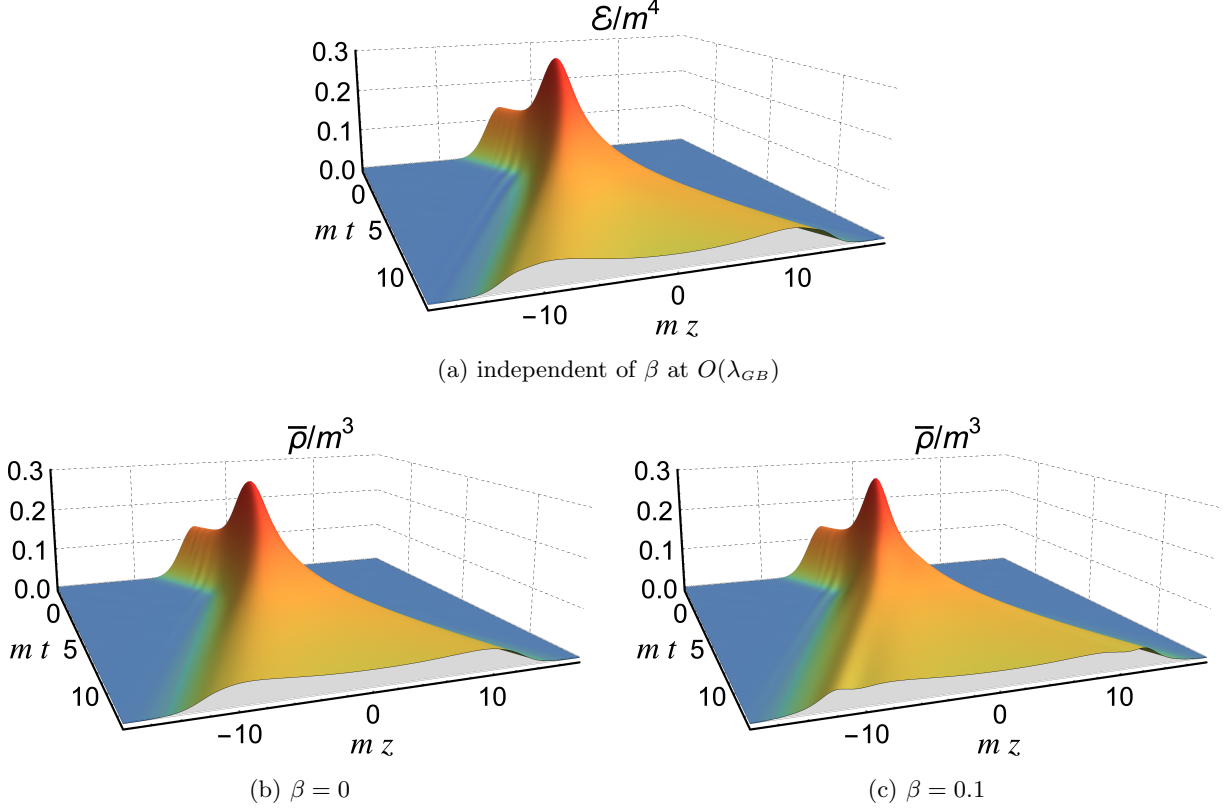 ℰ/m⁴
0.3
0.2
0.1
0.0
0
m t 5
10
−10 0 10
m z
(a) independent of β at O(λ_GB)
ρ̅/m³ ρ̅/m³
0.3 0.3
0.2 0.2
0.1 0.1
0.0 0.0
0 0
m t 5 m t 5
10 10
−10 0 10 −10 0 10
m z m z
(b) β = 0 (c) β = 0.1